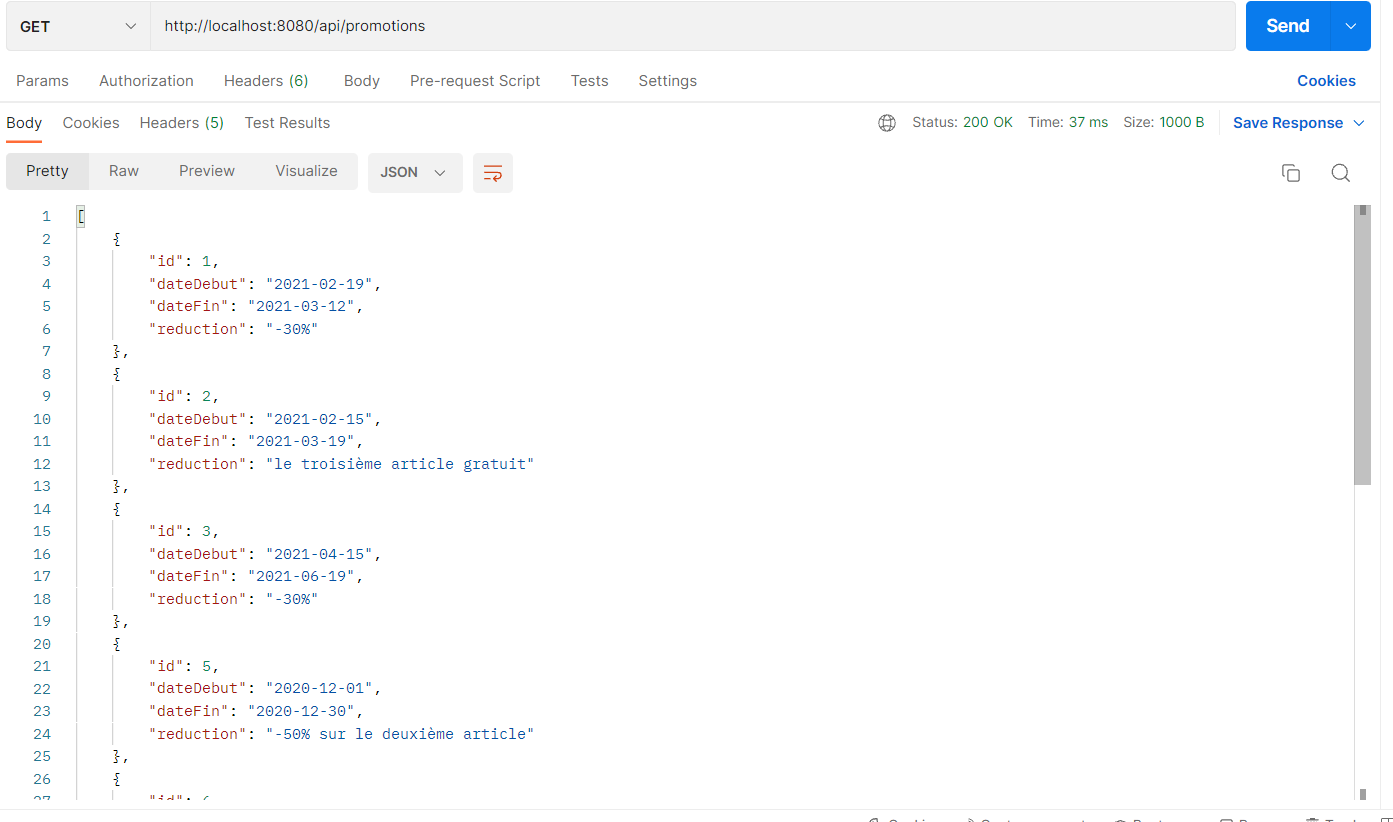 GET http://localhost:8080/api/promotions Send
Params Authorization Headers (6) Body Pre-request Script Tests Settings Cookies
Body Cookies Headers (5) Test Results Status: 200 OK Time: 37 ms Size: 1000 B Save Response
Pretty Raw Preview Visualize JSON
1 [
2 {
3 "id": 1,
4 "dateDebut": "2021-02-19",
5 "dateFin": "2021-03-12",
6 "reduction": "-30%"
7 },
8 {
9 "id": 2,
10 "dateDebut": "2021-02-15",
11 "dateFin": "2021-03-19",
12 "reduction": "le troisième article gratuit"
13 },
14 {
15 "id": 3,
16 "dateDebut": "2021-04-15",
17 "dateFin": "2021-06-19",
18 "reduction": "-30%"
19 },
20 {
21 "id": 5,
22 "dateDebut": "2020-12-01",
23 "dateFin": "2020-12-30",
24 "reduction": "-50% sur le deuxième article"
25 },
26 {